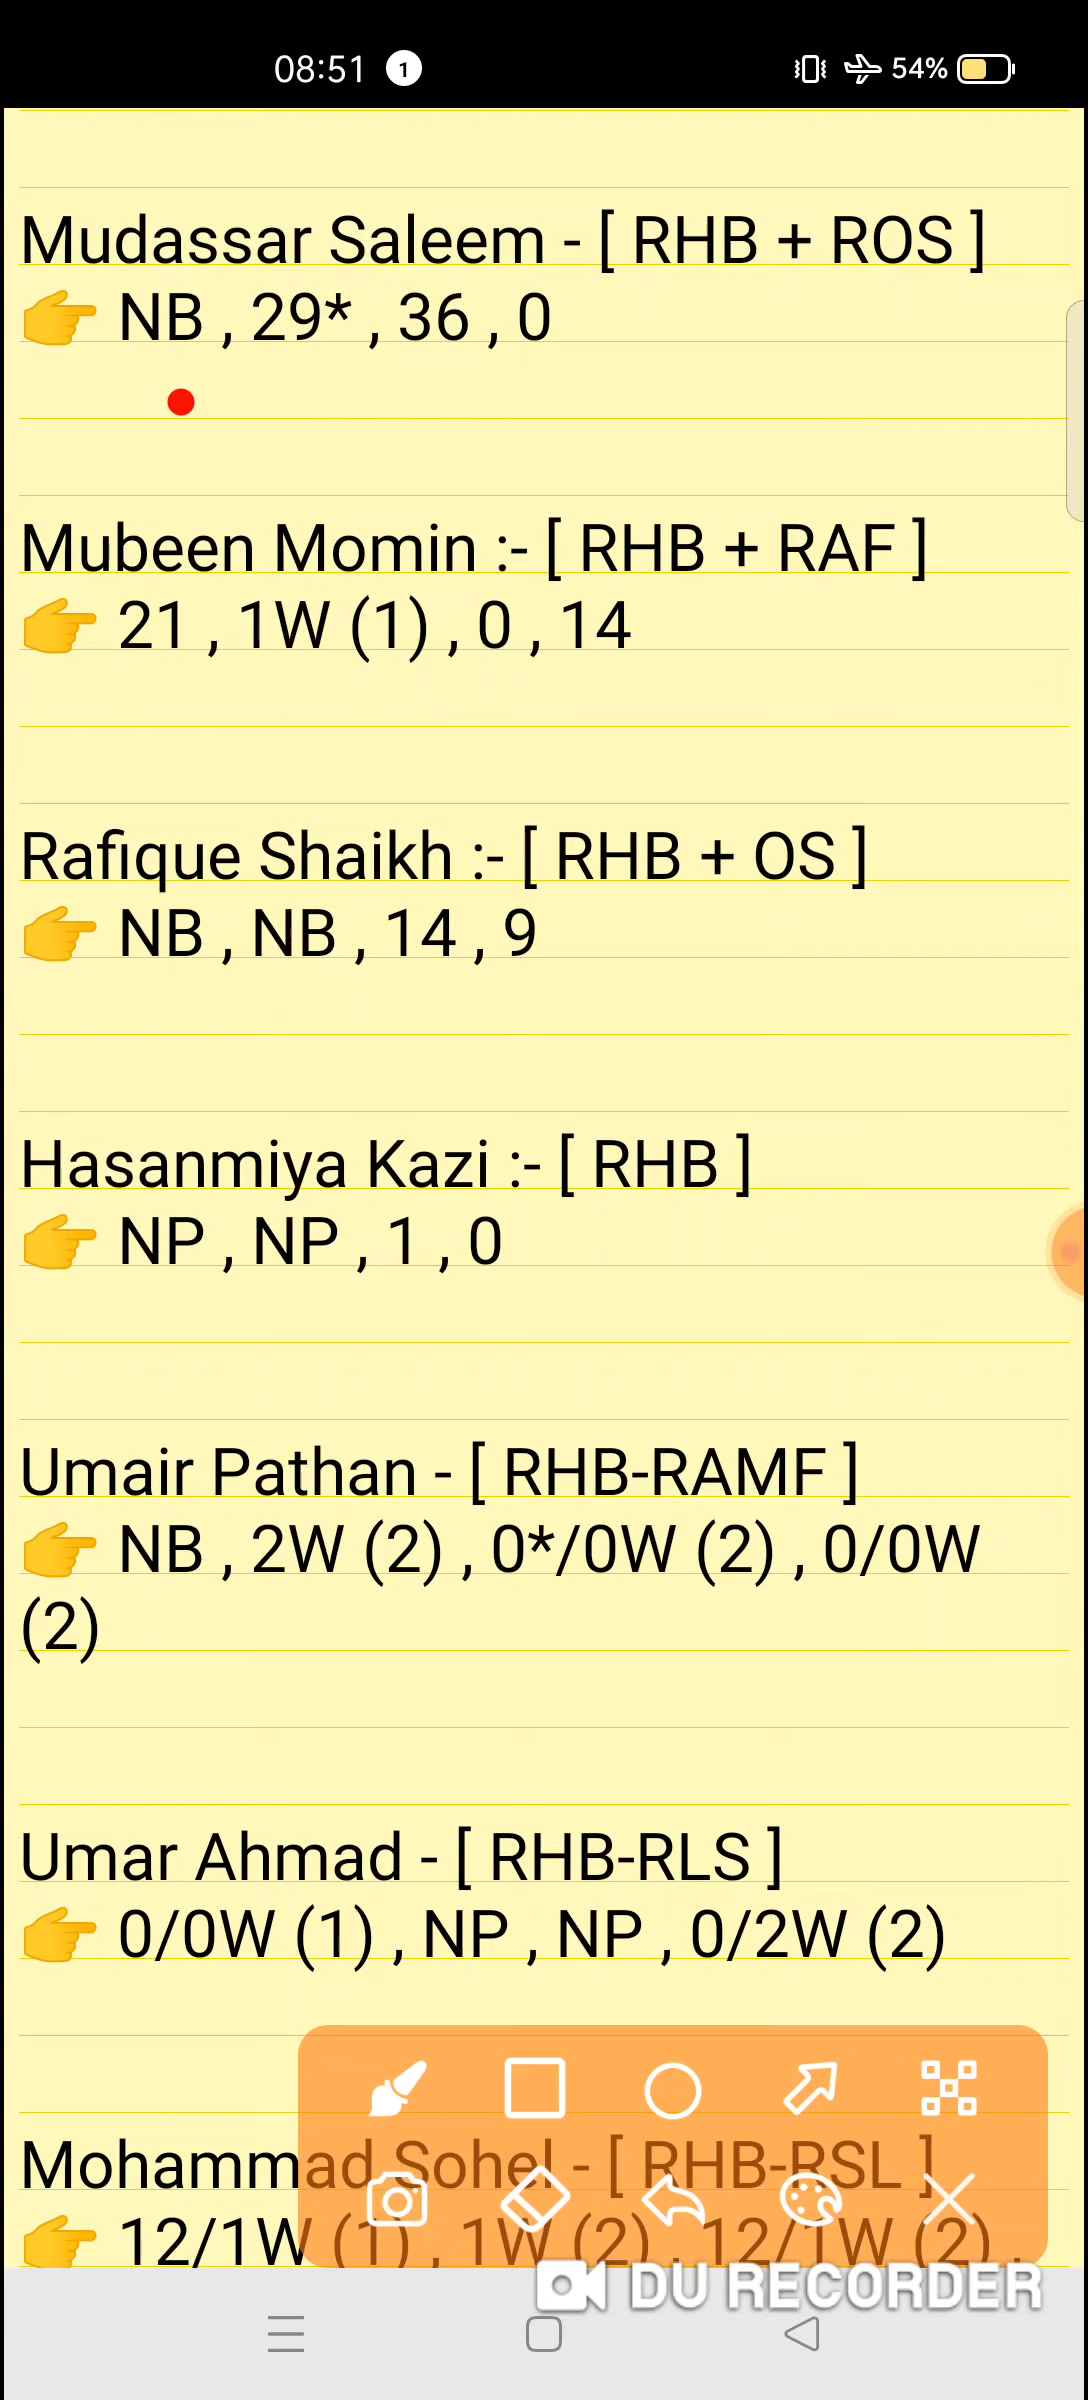 08:51 1 54%
Mudassar Saleem - [ RHB + ROS ]
👉 NB , 29* , 36 , 0
Mubeen Momin :- [ RHB + RAF ]
👉 21 , 1W (1) , 0 , 14
Rafique Shaikh :- [ RHB + OS ]
👉 NB , NB , 14 , 9
Hasanmiya Kazi :- [ RHB ]
👉 NP , NP , 1 , 0
Umair Pathan - [ RHB-RAMF ]
👉 NB , 2W (2) , 0*/0W (2) , 0/0W
(2)
Umar Ahmad - [ RHB-RLS ]
👉 0/0W (1) , NP , NP , 0/2W (2)
Mohammad Sohel - [ RHB-RSL ]
👉 12/1W (1) , 1W (2) , 12/1W (2) ,
DU RECORDER